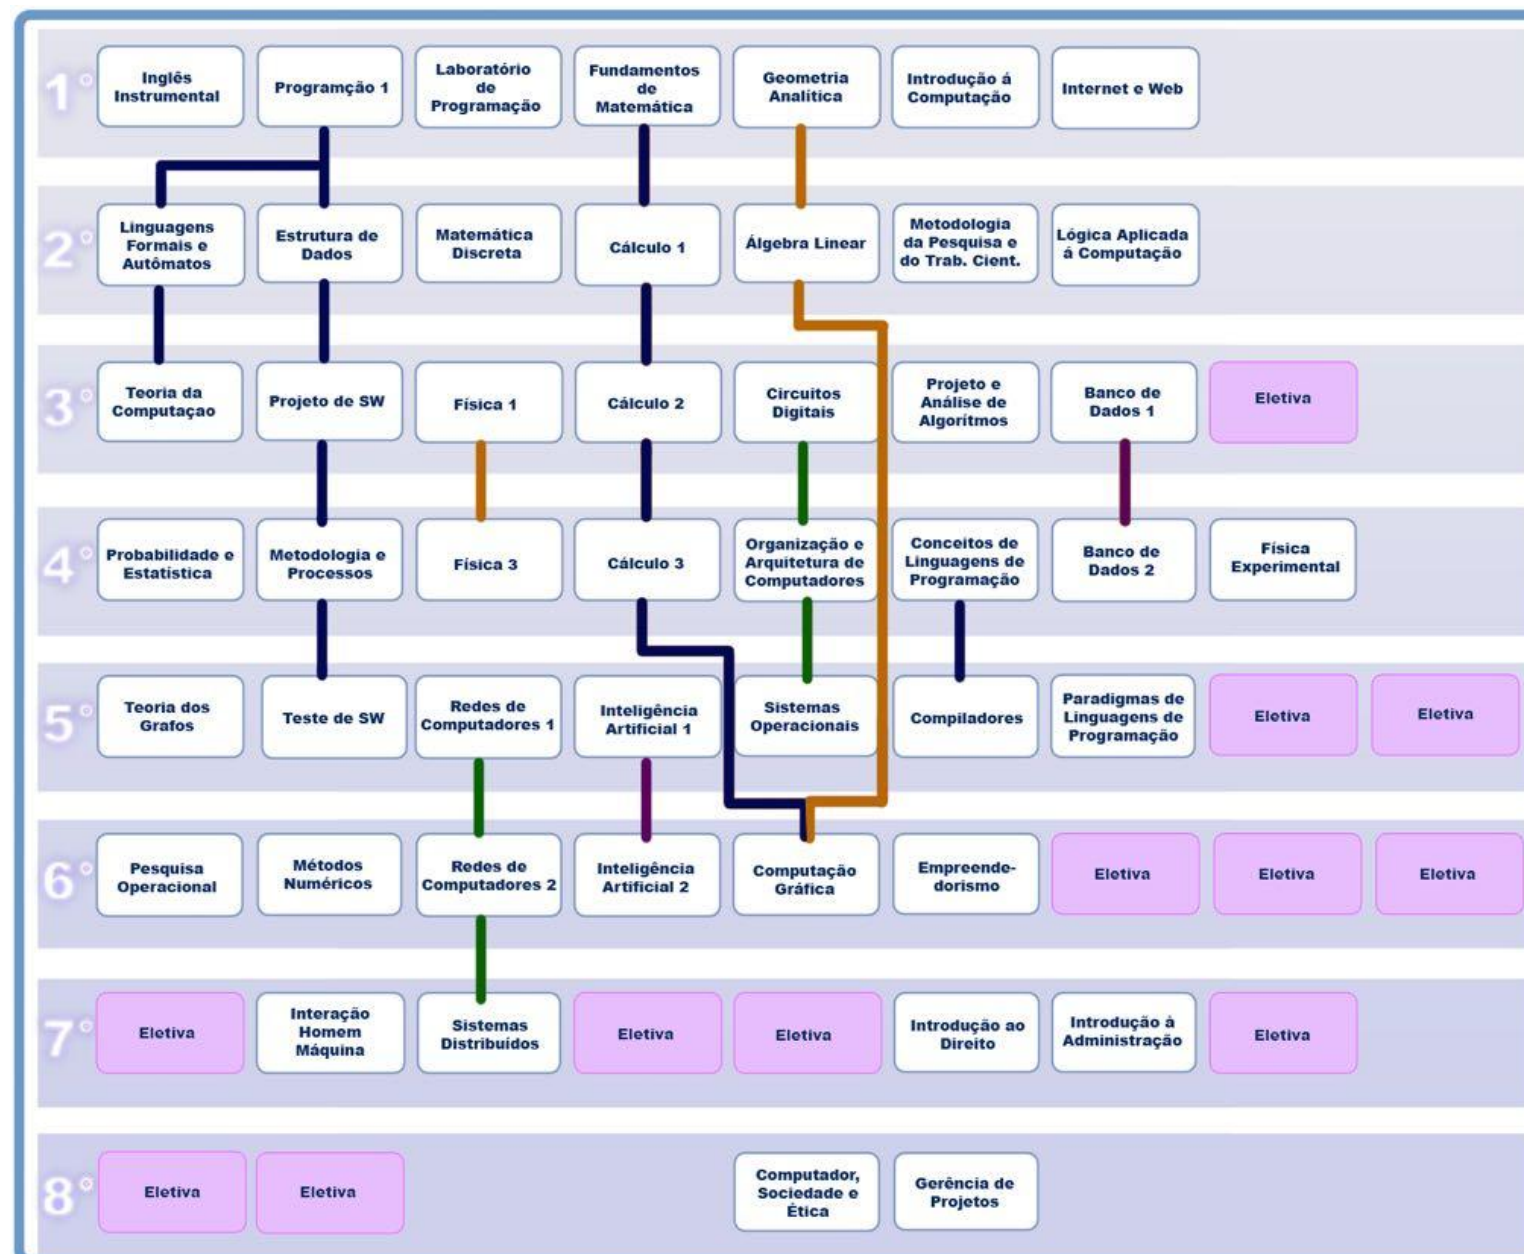 1°
Inglês
Instrumental
Programção 1
Laboratório
de
Programação
Fundamentos
de
Matemática
Geometria
Analítica
Introdução á
Computação
Internet e Web
2°
Linguagens
Formais e
Autômatos
Estrutura de
Dados
Matemática
Discreta
Cálculo 1
Álgebra Linear
Metodologia
da Pesquisa e
do Trab. Cient.
Lógica Aplicada
á Computação
3°
Teoria da
Computaçao
Projeto de SW
Física 1
Cálculo 2
Circuitos
Digitais
Projeto e
Análise de
Algorítmos
Banco de
Dados 1
Eletiva
4°
Probabilidade e
Estatística
Metodologia e
Processos
Física 3
Cálculo 3
Organização e
Arquitetura de
Computadores
Conceitos de
Linguagens de
Programação
Banco de
Dados 2
Física
Experimental
5°
Teoria dos
Grafos
Teste de SW
Redes de
Computadores 1
Inteligência
Artificial 1
Sistemas
Operacionais
Compiladores
Paradigmas de
Linguagens de
Programação
Eletiva
Eletiva
6°
Pesquisa
Operacional
Métodos
Numéricos
Redes de
Computadores 2
Inteligência
Artificial 2
Computação
Gráfica
Empreende-
dorismo
Eletiva
Eletiva
Eletiva
7°
Eletiva
Interação
Homem
Máquina
Sistemas
Distribuídos
Eletiva
Eletiva
Introdução ao
Direito
Introdução à
Administração
Eletiva
8°
Eletiva
Eletiva
Computador,
Sociedade e
Ética
Gerência de
Projetos